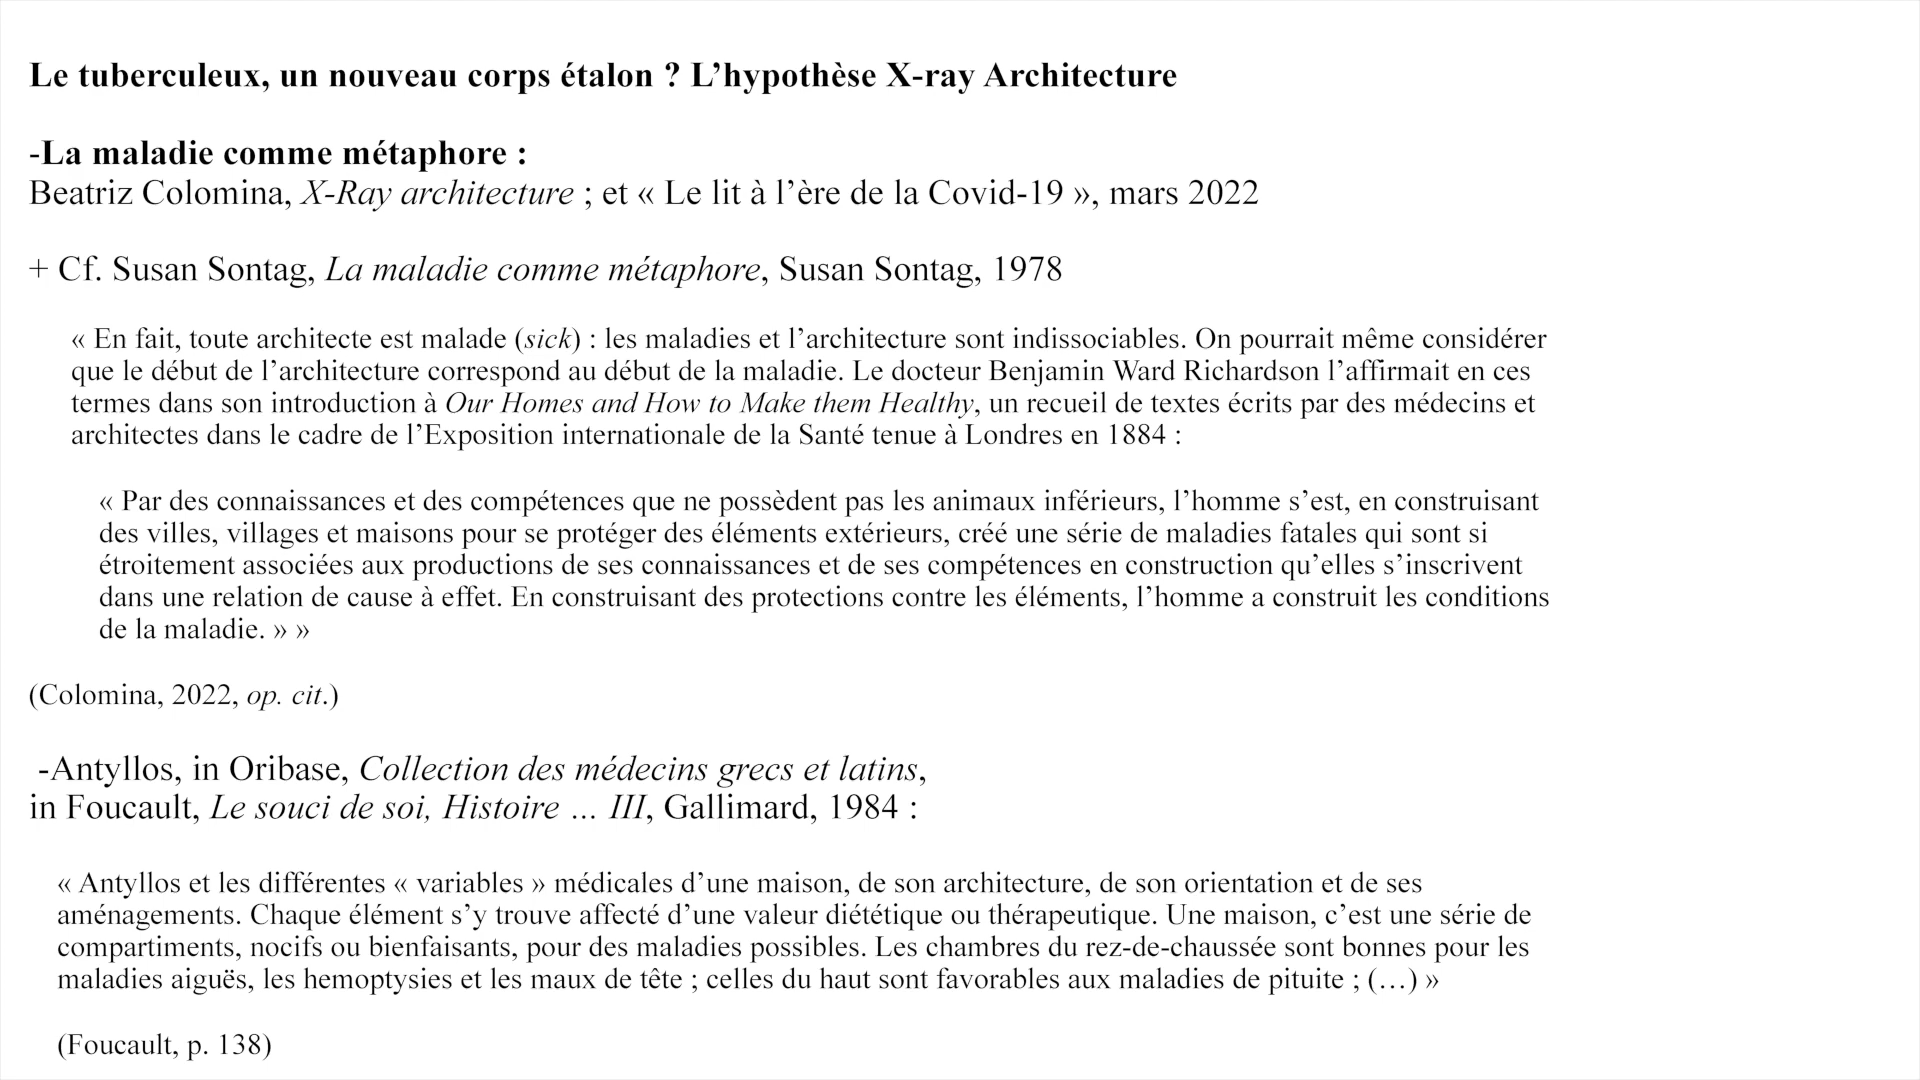 Le tuberculeux, un nouveau corps étalon ? L’hypothèse X-ray Architecture
-La maladie comme métaphore :
Beatriz Colomina, X-Ray architecture ; et « Le lit à l’ère de la Covid-19 », mars 2022
+ Cf. Susan Sontag, La maladie comme métaphore, Susan Sontag, 1978
« En fait, toute architecte est malade (sick) : les maladies et l’architecture sont indissociables. On pourrait même considérer
que le début de l’architecture correspond au début de la maladie. Le docteur Benjamin Ward Richardson l’affirmait en ces
termes dans son introduction à Our Homes and How to Make them Healthy, un recueil de textes écrits par des médecins et
architectes dans le cadre de l’Exposition internationale de la Santé tenue à Londres en 1884 :
« Par des connaissances et des compétences que ne possèdent pas les animaux inférieurs, l’homme s’est, en construisant
des villes, villages et maisons pour se protéger des éléments extérieurs, créé une série de maladies fatales qui sont si
étroitement associées aux productions de ses connaissances et de ses compétences en construction qu’elles s’inscrivent
dans une relation de cause à effet. En construisant des protections contre les éléments, l’homme a construit les conditions
de la maladie. » »
(Colomina, 2022, op. cit.)
-Antyllos, in Oribase, Collection des médecins grecs et latins,
in Foucault, Le souci de soi, Histoire … III, Gallimard, 1984 :
« Antyllos et les différentes « variables » médicales d’une maison, de son architecture, de son orientation et de ses
aménagements. Chaque élément s’y trouve affecté d’une valeur diététique ou thérapeutique. Une maison, c’est une série de
compartiments, nocifs ou bienfaisants, pour des maladies possibles. Les chambres du rez-de-chaussée sont bonnes pour les
maladies aiguës, les hemoptysies et les maux de tête ; celles du haut sont favorables aux maladies de pituite ; (…) »
(Foucault, p. 138)